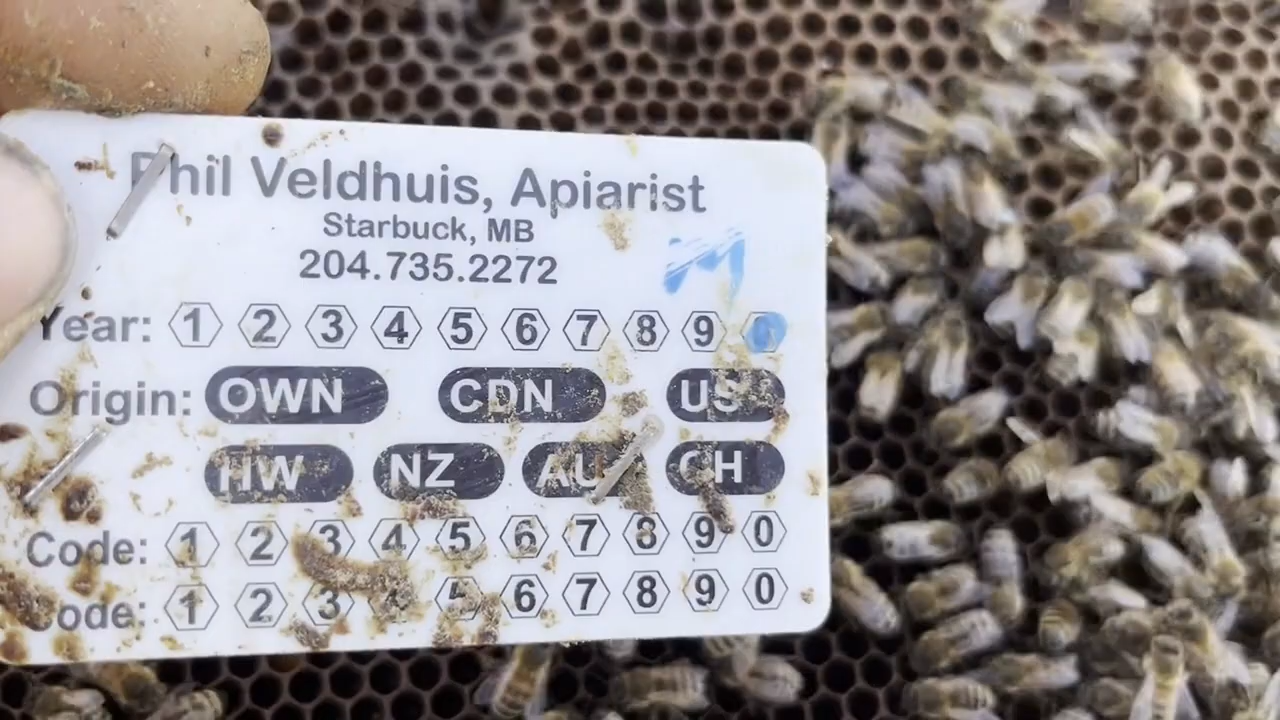 Phil Veldhuis, Apiarist
Starbuck, MB
204.735.2272
Year: 1 2 3 4 5 6 7 8 9
Origin: OWN CDN US
HW NZ AU CH
Code: 1 2 3 4 5 6 7 8 9 0
Code: 1 2 3 5 6 7 8 9 0